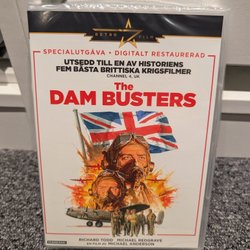 RETRO FILM
SPECIALUTGÅVA • DIGITALT RESTAURERAD
UTSEDD TILL EN AV HISTORIENS
FEM BÄSTA BRITTISKA KRIGSFILMER
CHANNEL 4, UK
The
DAM BUSTERS
RICHARD TODD MICHAEL REDGRAVE
EN FILM AV MICHAEL ANDERSON